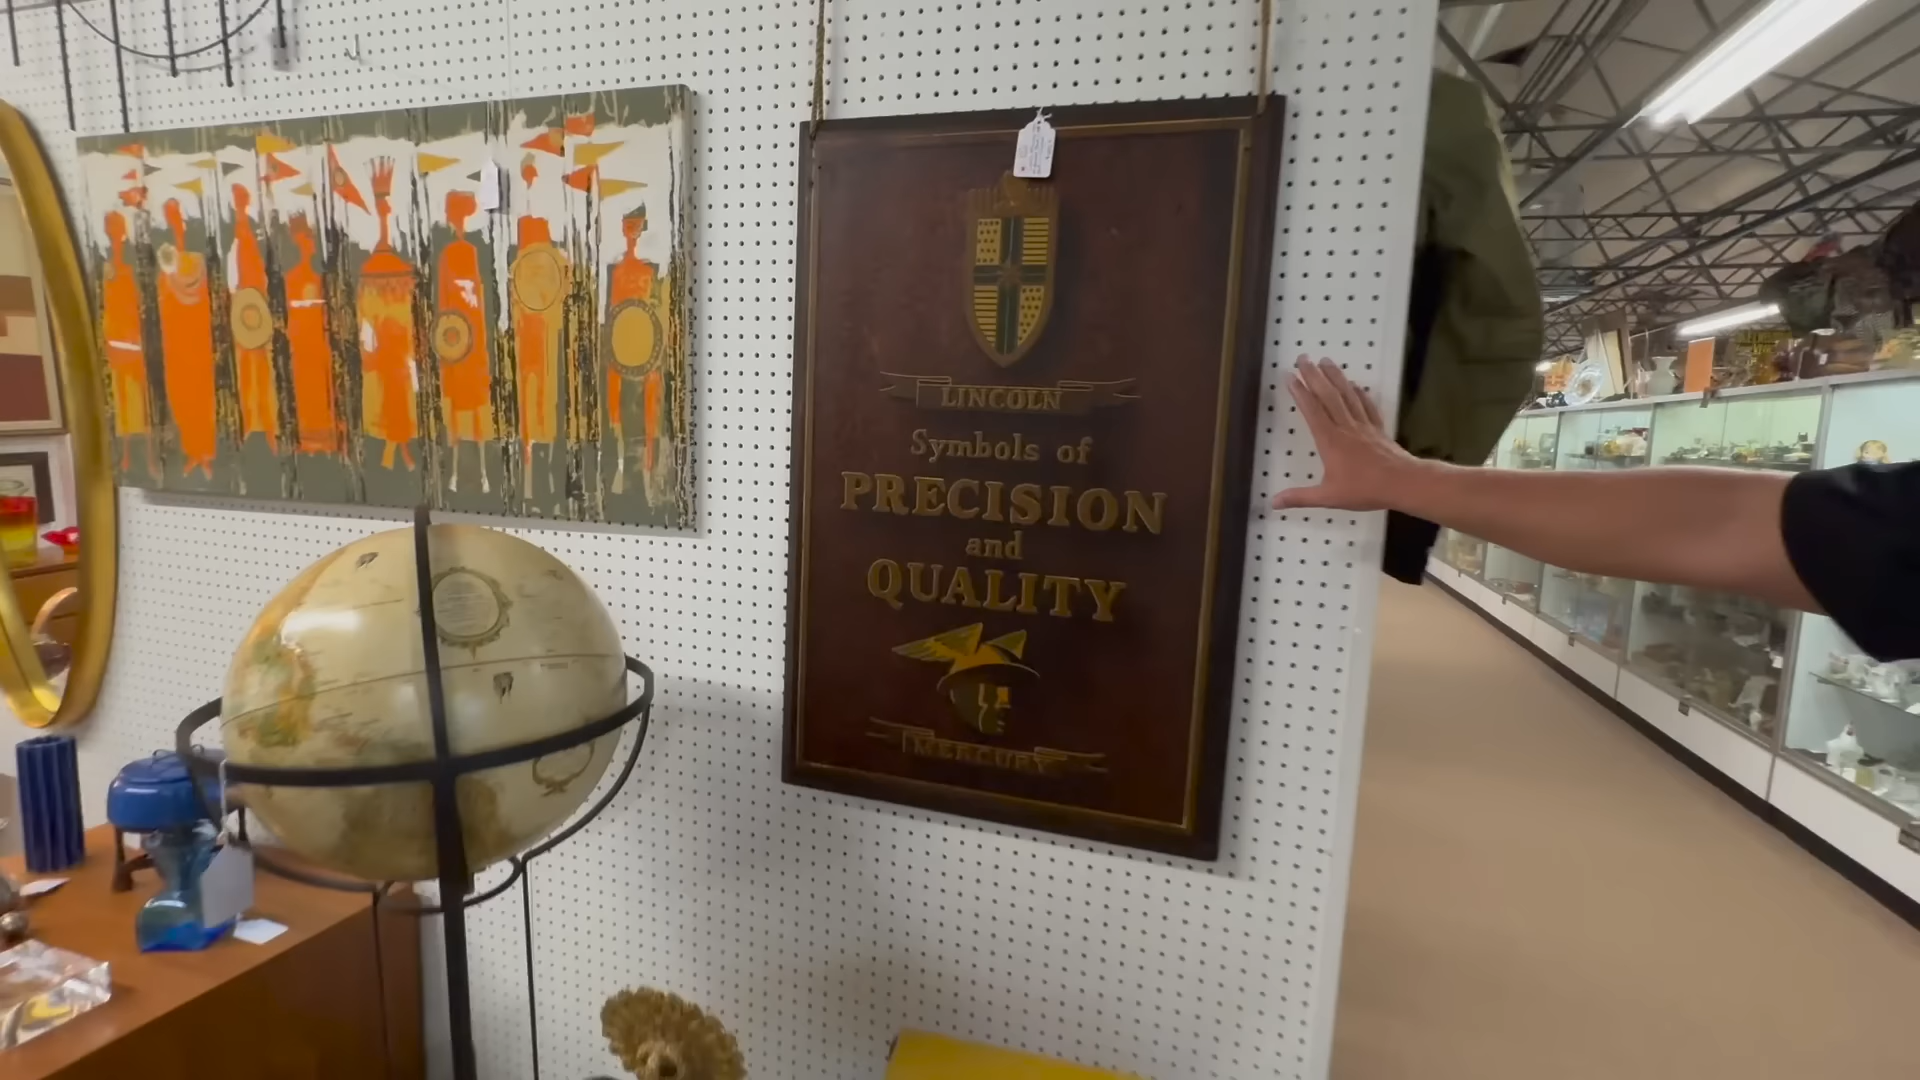 LINCOLN
Symbols of
PRECISION
and
QUALITY
MERCURY